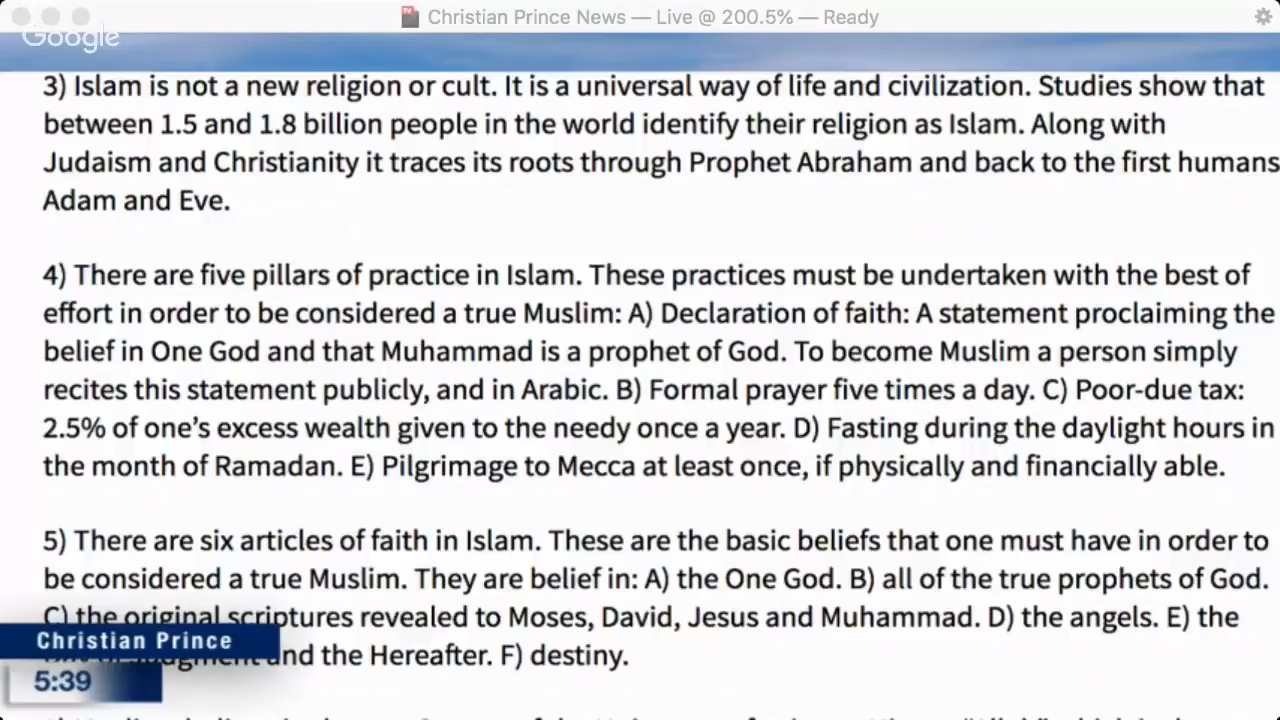 Christian Prince News — Live @ 200.5% — Ready
Google
3) Islam is not a new religion or cult. It is a universal way of life and civilization. Studies show that
between 1.5 and 1.8 billion people in the world identify their religion as Islam. Along with
Judaism and Christianity it traces its roots through Prophet Abraham and back to the first humans
Adam and Eve.
4) There are five pillars of practice in Islam. These practices must be undertaken with the best of
effort in order to be considered a true Muslim: A) Declaration of faith: A statement proclaiming the
belief in One God and that Muhammad is a prophet of God. To become Muslim a person simply
recites this statement publicly, and in Arabic. B) Formal prayer five times a day. C) Poor-due tax:
2.5% of one’s excess wealth given to the needy once a year. D) Fasting during the daylight hours in
the month of Ramadan. E) Pilgrimage to Mecca at least once, if physically and financially able.
5) There are six articles of faith in Islam. These are the basic beliefs that one must have in order to
be considered a true Muslim. They are belief in: A) the One God. B) all of the true prophets of God.
C) the original scriptures revealed to Moses, David, Jesus and Muhammad. D) the angels. E) the
Judgment and the Hereafter. F) destiny.
Christian Prince
5:39